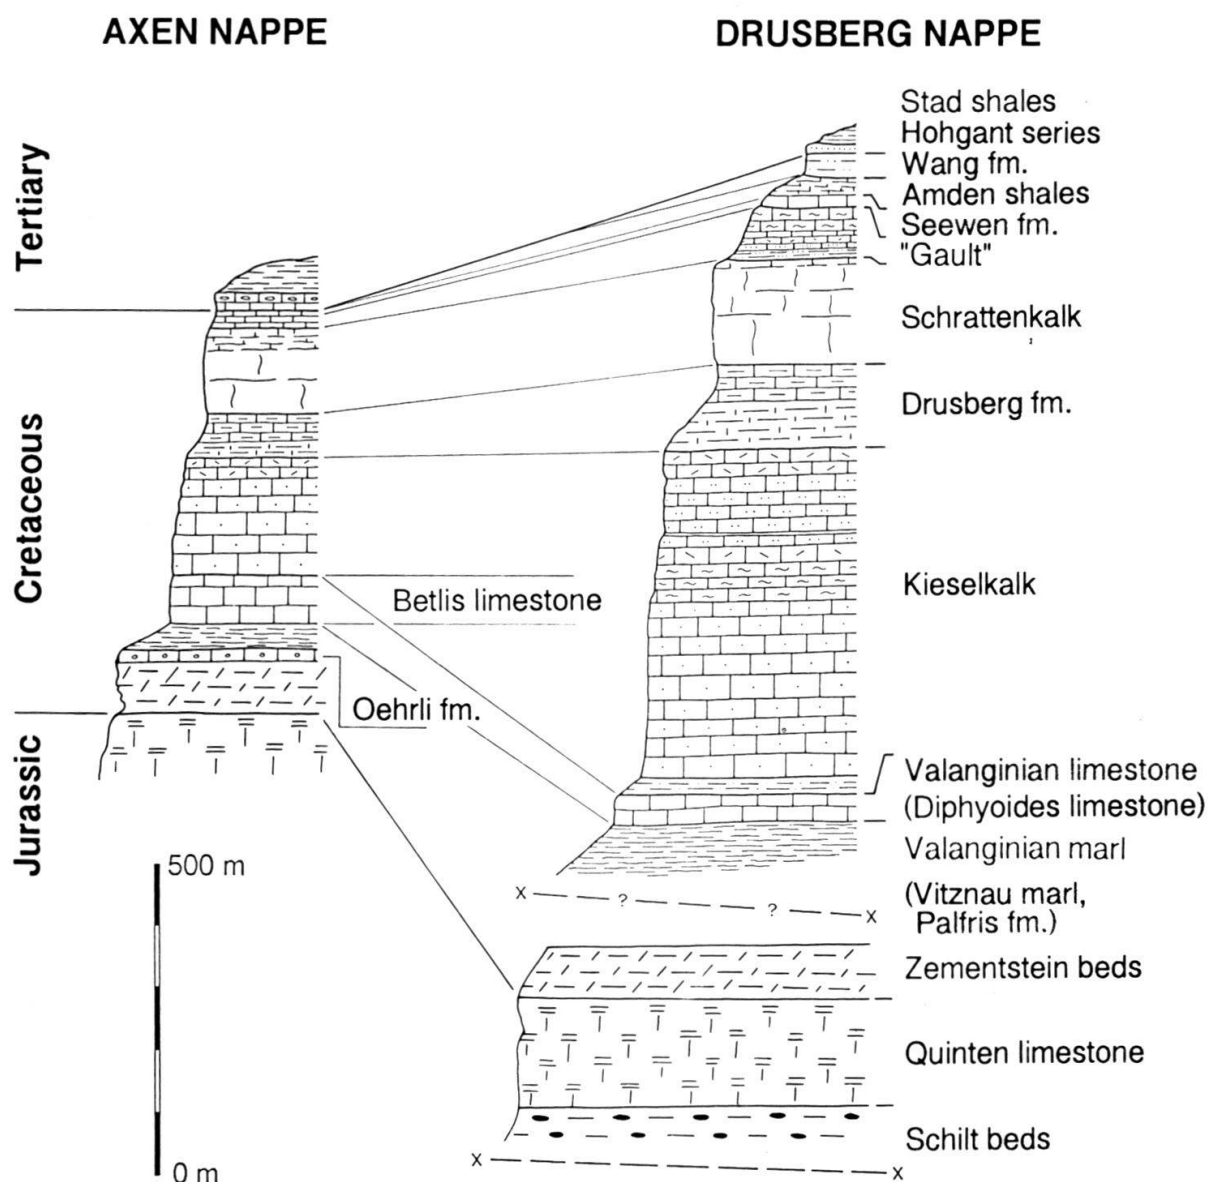 AXEN NAPPE
DRUSBERG NAPPE
Tertiary
Cretaceous
Jurassic
Stad shales
Hohgant series
Wang fm.
Amden shales
Seewen fm.
"Gault"
Schrattenkalk
Drusberg fm.
Kieselkalk
Betlis limestone
Oehrli fm.
Valanginian limestone
(Diphyoides limestone)
Valanginian marl
(Vitznau marl,
Palfris fm.)
Zementstein beds
Quinten limestone
Schilt beds
500 m
0 m
X ? ? X
X X